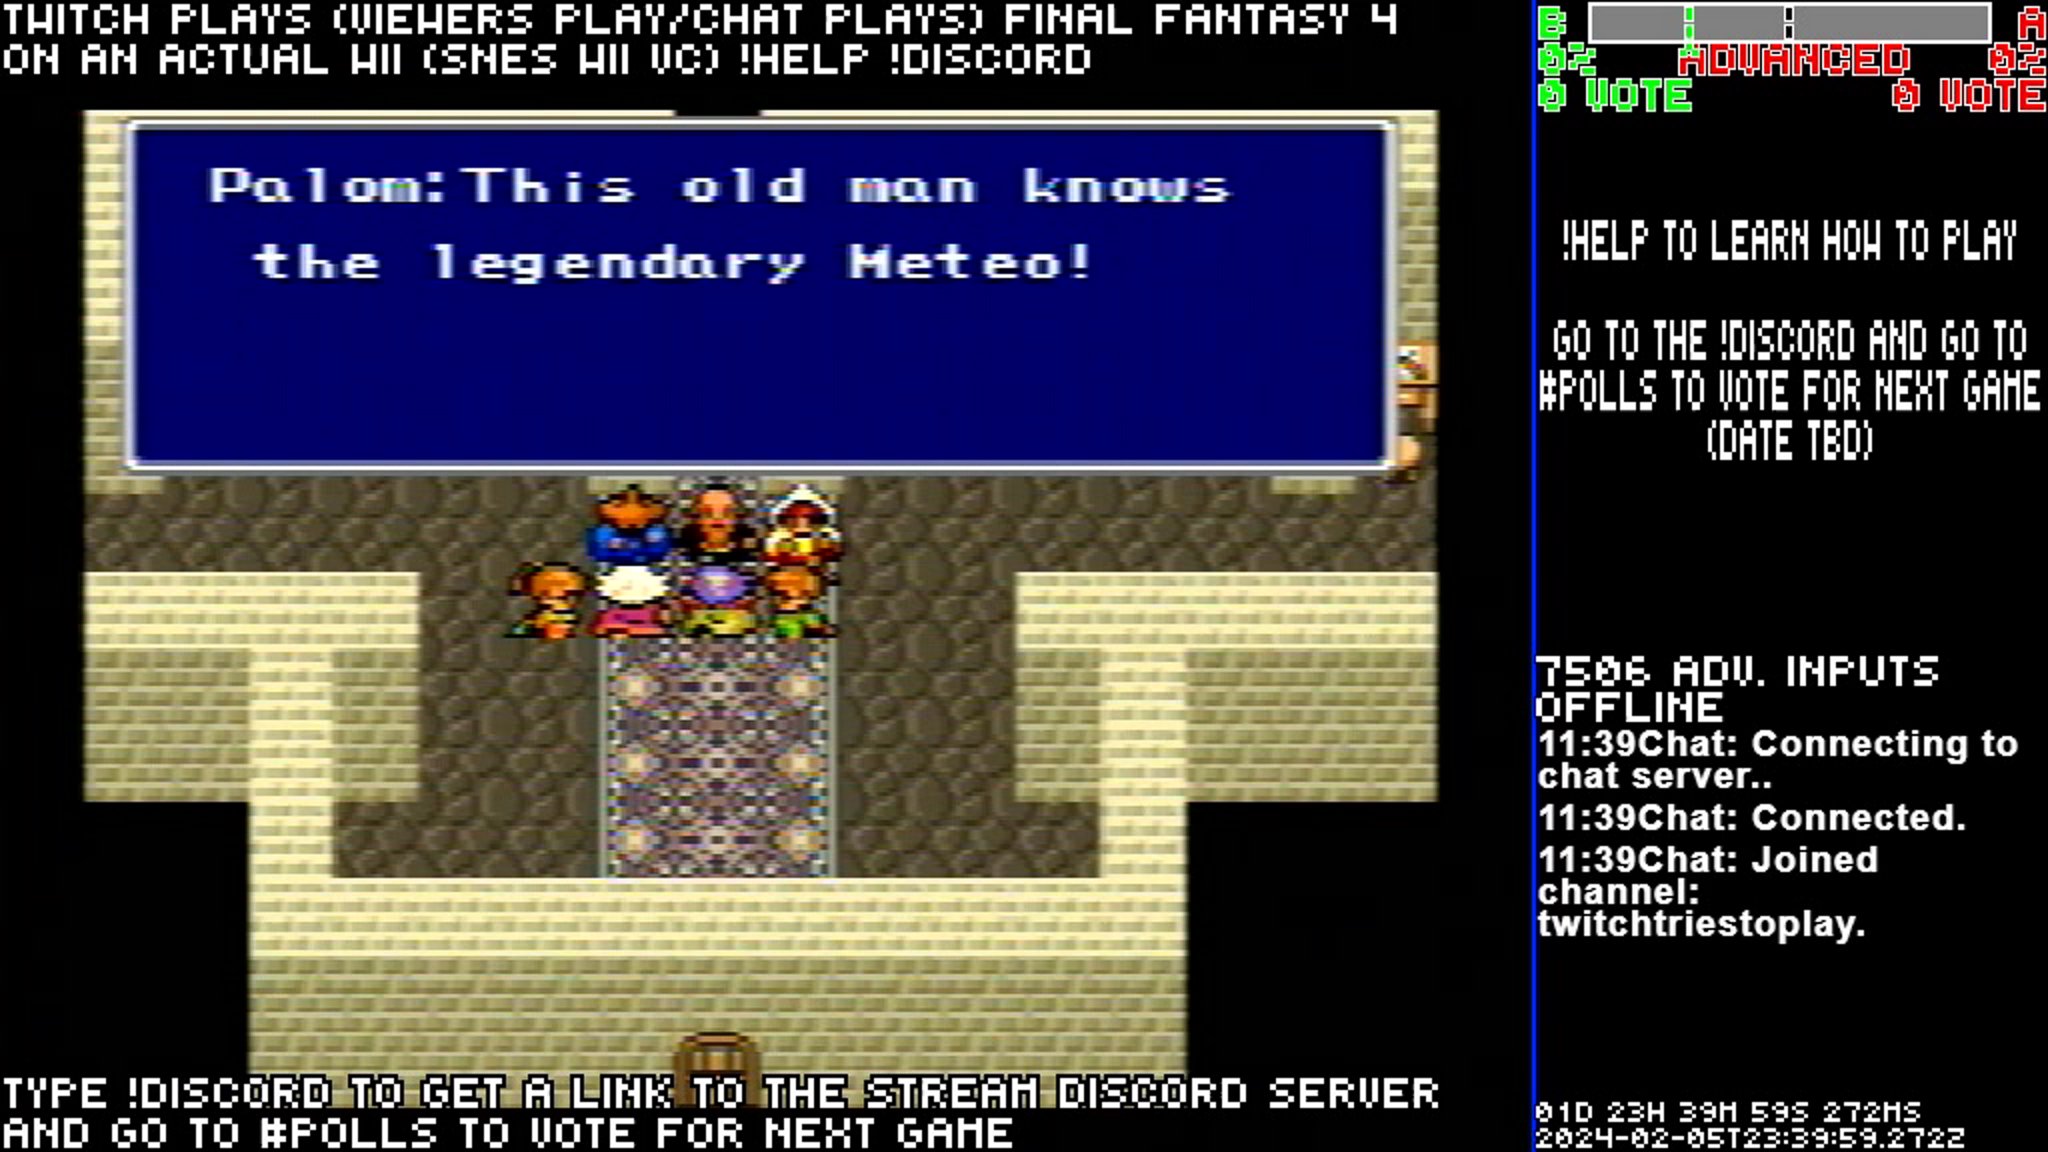 TWITCH PLAYS (VIEWERS PLAY/CHAT PLAYS) FINAL FANTASY 4
ON AN ACTUAL WII (SNES WII VC) !HELP !DISCORD
Palom:This old man knows
the legendary Meteo!
B A
0% ADVANCED 0%
0 VOTE 0 VOTE
!HELP TO LEARN HOW TO PLAY
GO TO THE !DISCORD AND GO TO
#POLLS TO VOTE FOR NEXT GAME
(DATE TBD)
7506 ADV. INPUTS
OFFLINE
11:39Chat: Connecting to
chat server..
11:39Chat: Connected.
11:39Chat: Joined
channel:
twitchtriestoplay.
01D 23H 39M 59S 272MS
2024-02-05T23:39:59.272Z
TYPE !DISCORD TO GET A LINK TO THE STREAM DISCORD SERVER
AND GO TO #POLLS TO VOTE FOR NEXT GAME